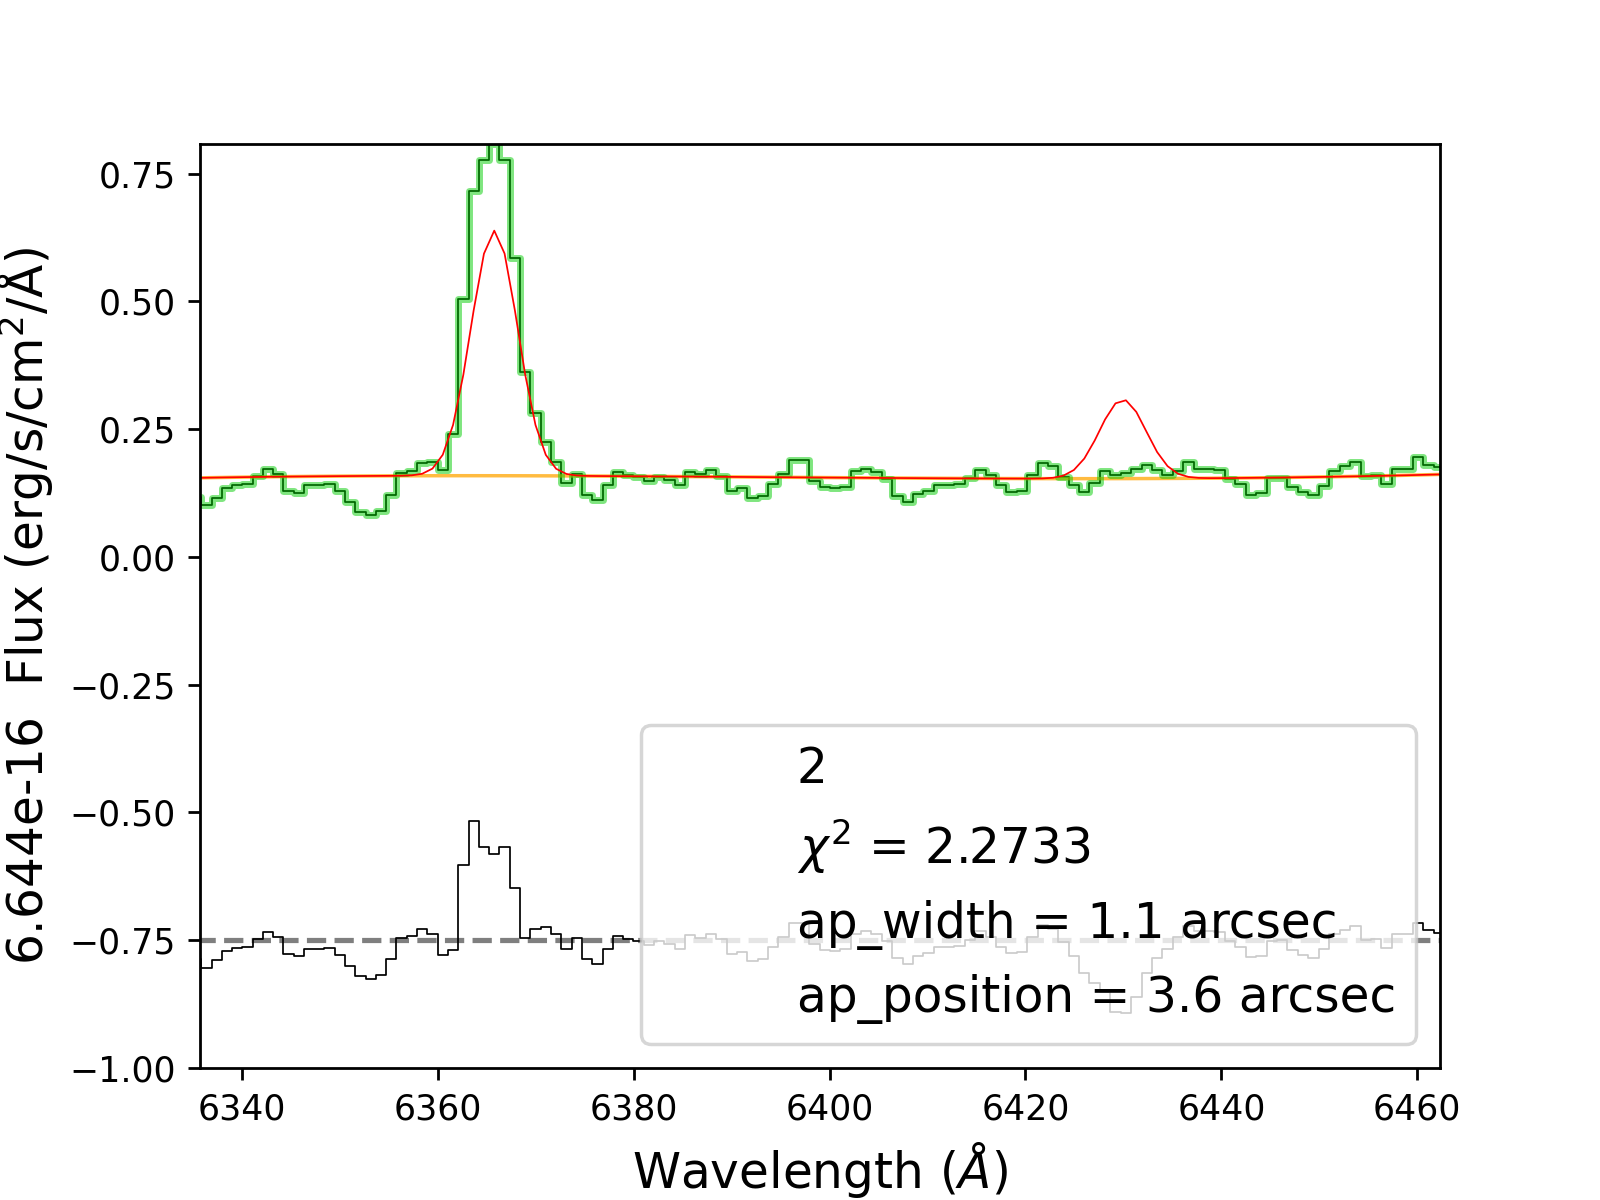 6.644e-16 Flux (erg/s/cm²/Å)
0.75
0.50
0.25
0.00
−0.25
−0.50
−0.75
−1.00
2
χ² = 2.2733
ap_width = 1.1 arcsec
ap_position = 3.6 arcsec
6340 6360 6380 6400 6420 6440 6460
Wavelength (Å)